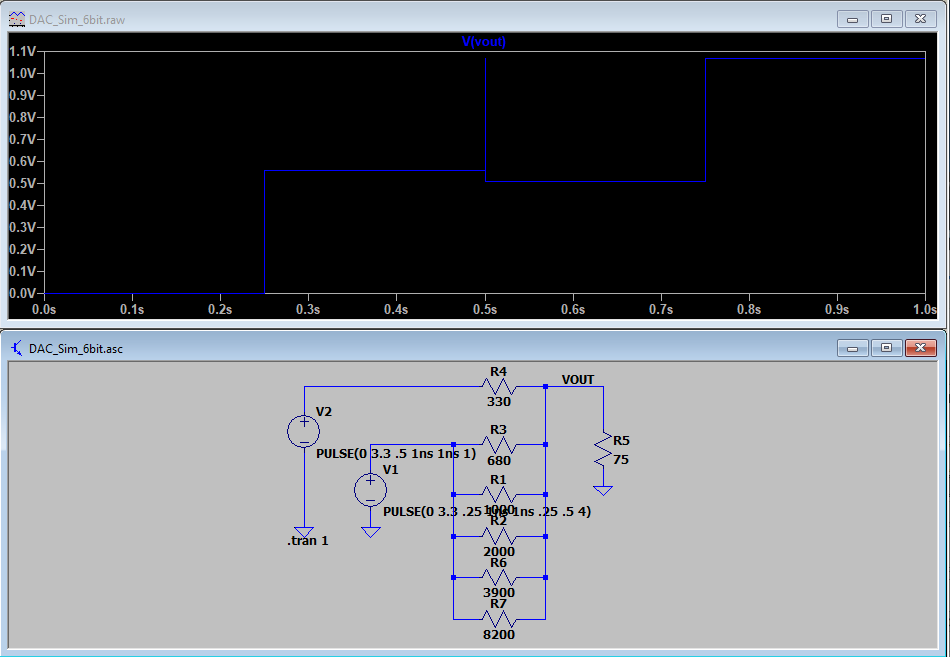 DAC_Sim_6bit.raw
V(vout)
1.1V
1.0V
0.9V
0.8V
0.7V
0.6V
0.5V
0.4V
0.3V
0.2V
0.1V
0.0V
0.0s 0.1s 0.2s 0.3s 0.4s 0.5s 0.6s 0.7s 0.8s 0.9s 1.0s
DAC_Sim_6bit.asc
R4
330
VOUT
V2
PULSE(0 3.3 .5 1ns 1ns 1)
R3
680
R5
75
V1
PULSE(0 3.3 .25 1ns 1ns .25 .5 4)
R1
1000
.tran 1
R2
2000
R6
3900
R7
8200